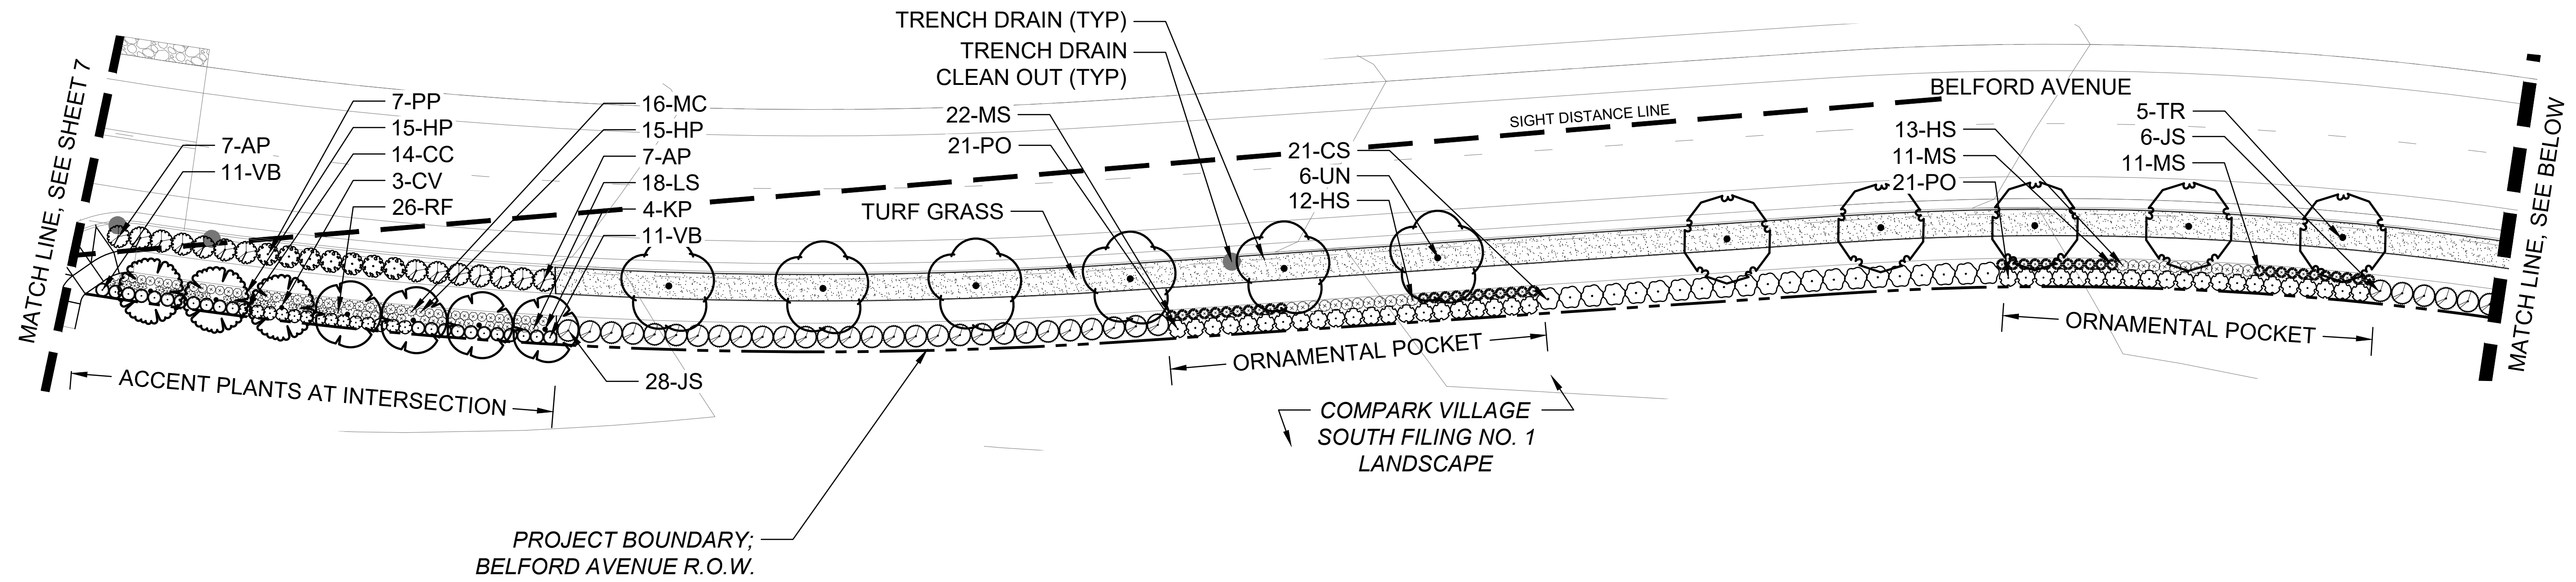 MATCH LINE, SEE SHEET 7
7-AP
11-VB
7-PP
15-HP
14-CC
3-CV
26-RF
16-MC
15-HP
7-AP
18-LS
4-KP
11-VB
28-JS
ACCENT PLANTS AT INTERSECTION
PROJECT BOUNDARY;
BELFORD AVENUE R.O.W.
TRENCH DRAIN (TYP)
TRENCH DRAIN
CLEAN OUT (TYP)
22-MS
21-PO
TURF GRASS
21-CS
6-UN
12-HS
ORNAMENTAL POCKET
COMPARK VILLAGE
SOUTH FILING NO. 1
LANDSCAPE
SIGHT DISTANCE LINE
BELFORD AVENUE
13-HS
11-MS
21-PO
5-TR
6-JS
11-MS
ORNAMENTAL POCKET
MATCH LINE, SEE BELOW